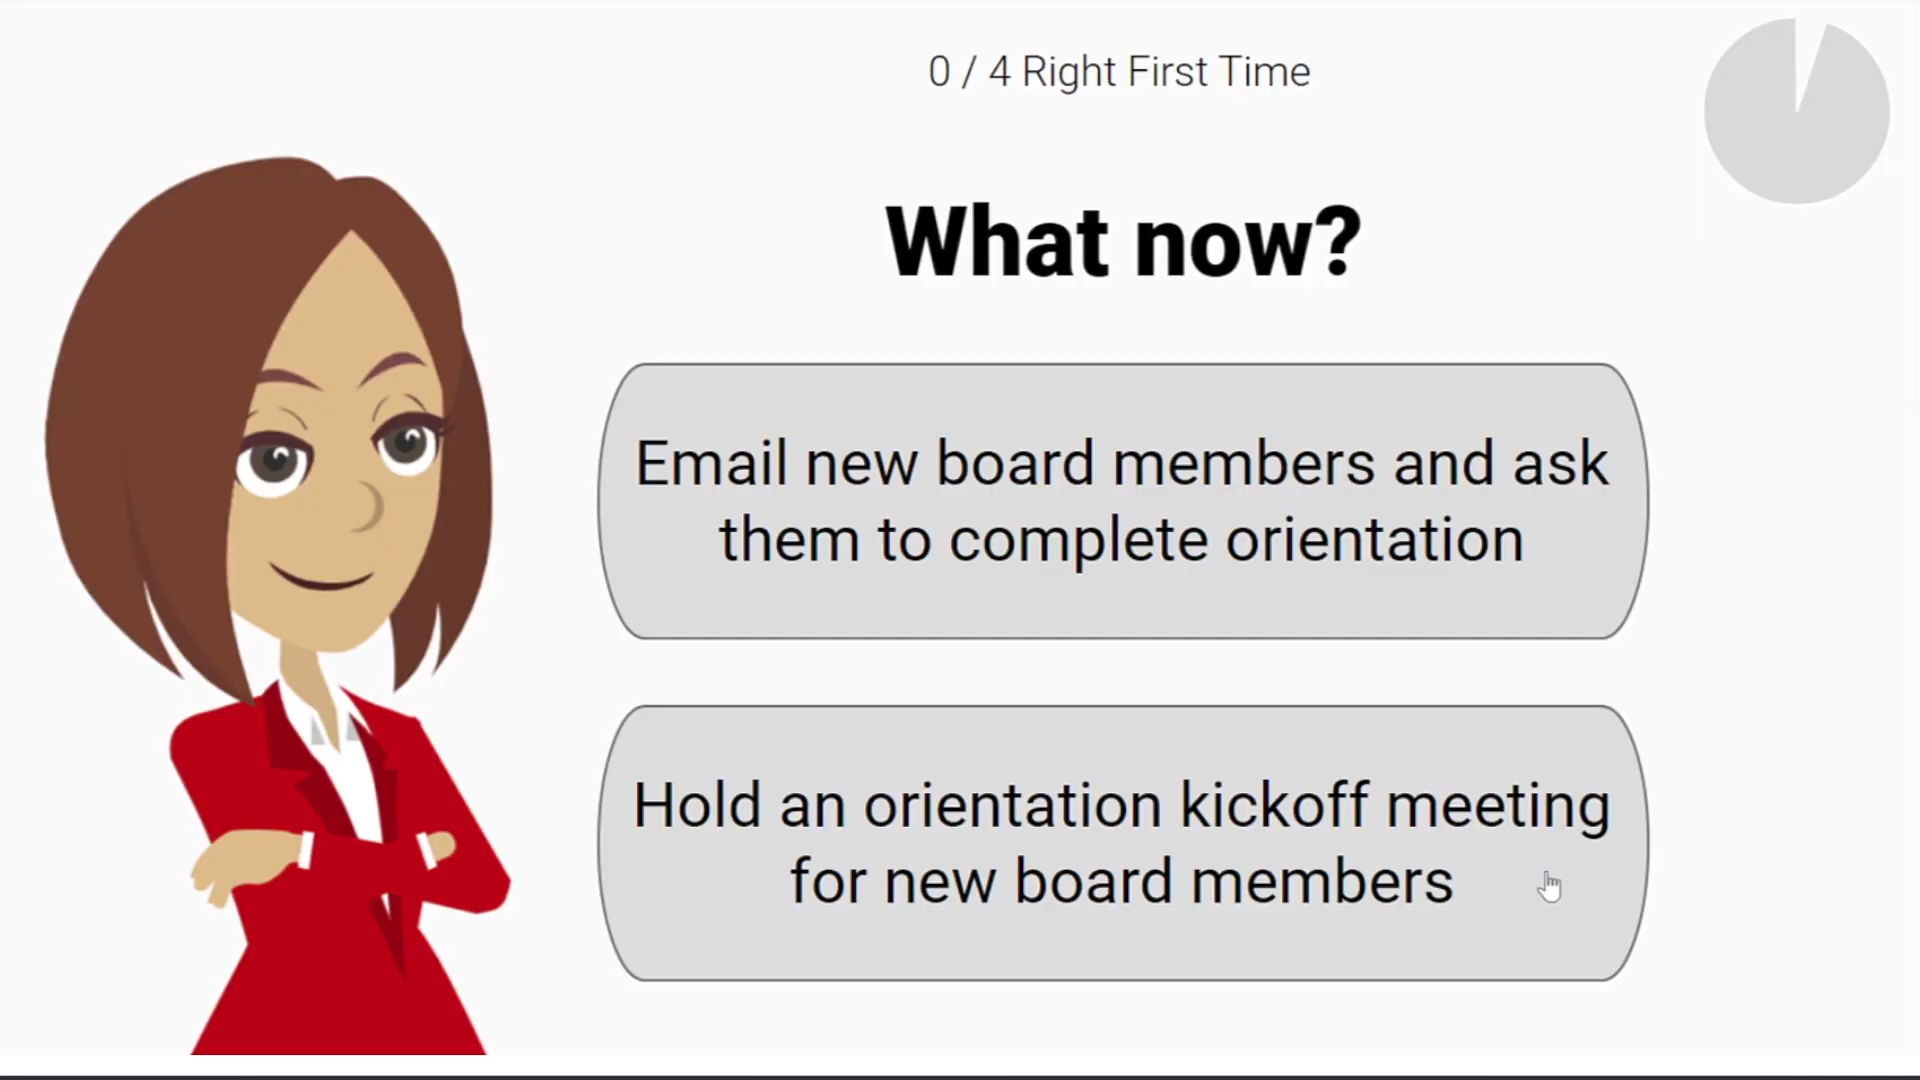 0 / 4 Right First Time
What now?
Email new board members and ask
them to complete orientation
Hold an orientation kickoff meeting
for new board members